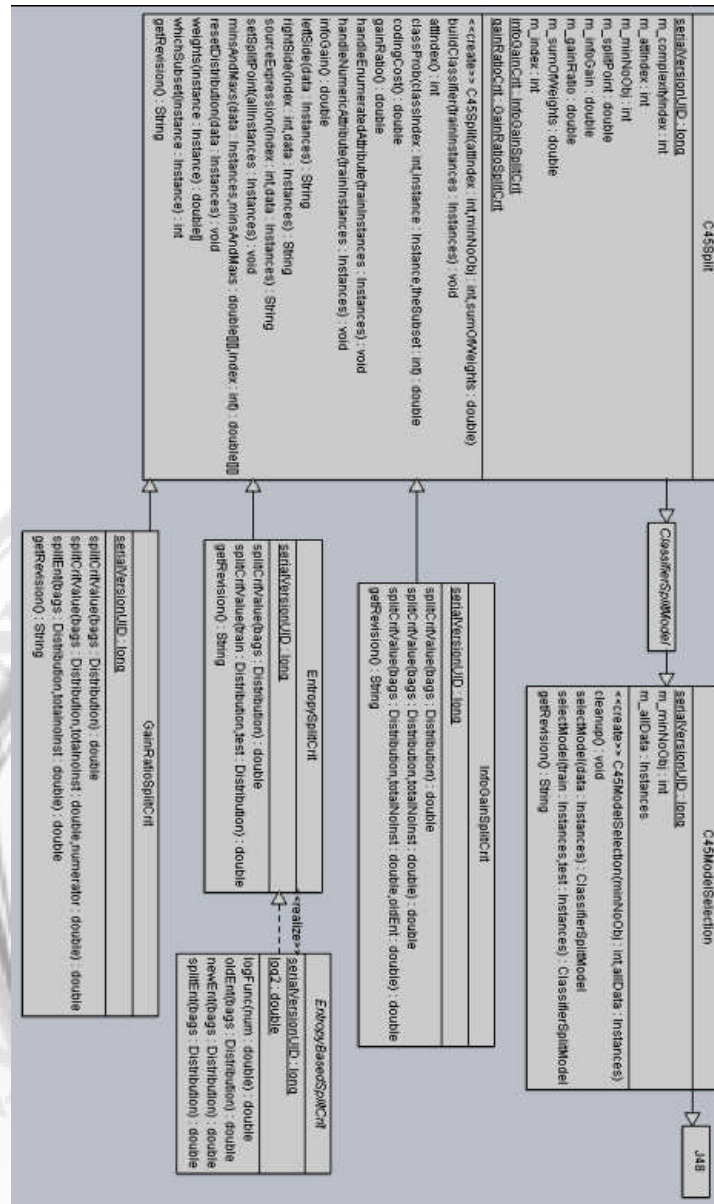 C45Split
serialVersionUID : long
m_complexityIndex : int
m_attIndex : int
m_minNoObj : int
m_splitPoint : double
m_infoGain : double
m_gainRatio : double
m_sumOfWeights : double
m_index : int
infoGainCrit : InfoGainSplitCrit
gainRatioCrit : GainRatioSplitCrit
<<create>> C45Split(attIndex : int,minNoObj : int,sumOfWeights : double)
buildClassifier(trainInstances : Instances) : void
attIndex() : int
classProb(classIndex : int,instance : Instance,theSubset : int) : double
codingCost() : double
gainRatio() : double
handleEnumeratedAttribute(trainInstances : Instances) : void
handleNumericAttribute(trainInstances : Instances) : void
infoGain() : double
leftSide(data : Instances) : String
rightSide(index : int,data : Instances) : String
sourceExpression(index : int,data : Instances) : String
setSplitPoint(allInstances : Instances) : void
minsAndMaxs(data : Instances,minsAndMaxs : double[][],index : int) : double[][]
resetDistribution(data : Instances) : void
weights(instance : Instance) : double[]
whichSubset(instance : Instance) : int
getRevision() : String
ClassifierSplitModel
C45ModelSelection
serialVersionUID : long
m_minNoObj : int
m_allData : Instances
<<create>> C45ModelSelection(minNoObj : int,allData : Instances)
cleanup() : void
selectModel(data : Instances) : ClassifierSplitModel
selectModel(train : Instances,test : Instances) : ClassifierSplitModel
getRevision() : String
J48
InfoGainSplitCrit
serialVersionUID : long
splitCritValue(bags : Distribution) : double
splitCritValue(bags : Distribution,totalNoInst : double) : double
splitCritValue(bags : Distribution,totalNoInst : double,oldEnt : double) : double
getRevision() : String
EntropySplitCrit
serialVersionUID : long
splitCritValue(bags : Distribution) : double
splitCritValue(train : Distribution,test : Distribution) : double
getRevision() : String
<<realize>>
EntropyBasedSplitCrit
serialVersionUID : long
log2 : double
logFunc(num : double) : double
oldEnt(bags : Distribution) : double
newEnt(bags : Distribution) : double
splitEnt(bags : Distribution) : double
GainRatioSplitCrit
serialVersionUID : long
splitCritValue(bags : Distribution) : double
splitCritValue(bags : Distribution,totalnoInst : double,numerator : double) : double
splitEnt(bags : Distribution,totalnoInst : double) : double
getRevision() : String